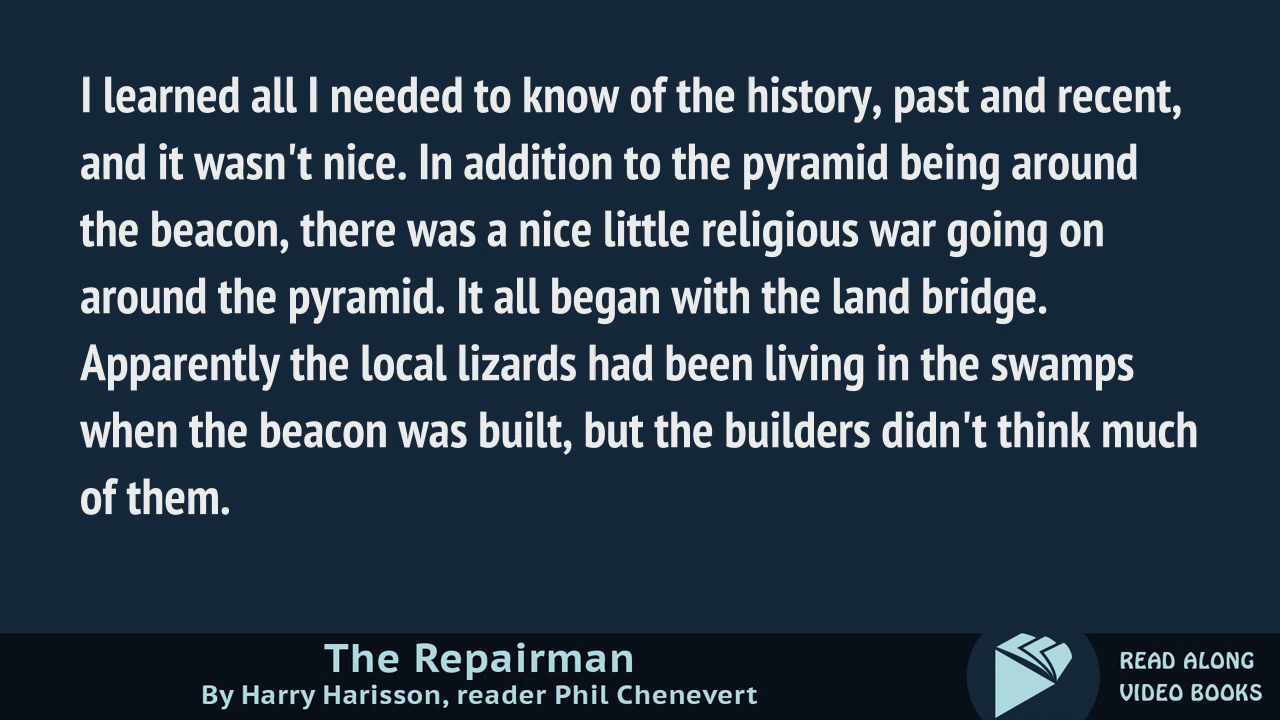 I learned all I needed to know of the history, past and recent,
and it wasn't nice. In addition to the pyramid being around
the beacon, there was a nice little religious war going on
around the pyramid. It all began with the land bridge.
Apparently the local lizards had been living in the swamps
when the beacon was built, but the builders didn't think much
of them.
The Repairman
By Harry Harisson, reader Phil Chenevert
READ ALONG
VIDEO BOOKS